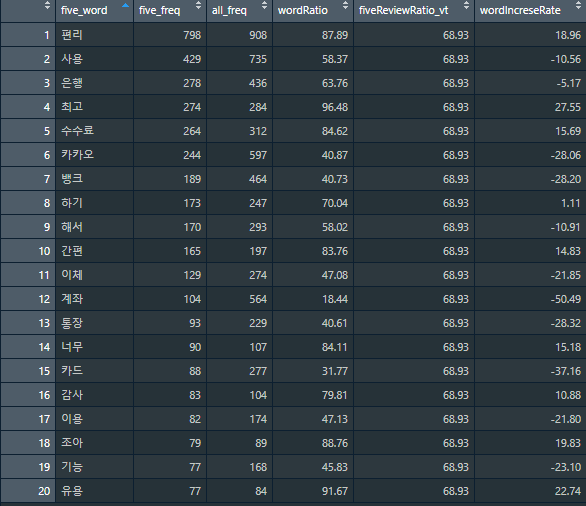 five_word five_freq all_freq wordRatio fiveReviewRatio_vt wordIncreseRate
1 편리 798 908 87.89 68.93 18.96
2 사용 429 735 58.37 68.93 -10.56
3 은행 278 436 63.76 68.93 -5.17
4 최고 274 284 96.48 68.93 27.55
5 수수료 264 312 84.62 68.93 15.69
6 카카오 244 597 40.87 68.93 -28.06
7 뱅크 189 464 40.73 68.93 -28.20
8 하기 173 247 70.04 68.93 1.11
9 해서 170 293 58.02 68.93 -10.91
10 간편 165 197 83.76 68.93 14.83
11 이체 129 274 47.08 68.93 -21.85
12 계좌 104 564 18.44 68.93 -50.49
13 통장 93 229 40.61 68.93 -28.32
14 너무 90 107 84.11 68.93 15.18
15 카드 88 277 31.77 68.93 -37.16
16 감사 83 104 79.81 68.93 10.88
17 이용 82 174 47.13 68.93 -21.80
18 조아 79 89 88.76 68.93 19.83
19 기능 77 168 45.83 68.93 -23.10
20 유용 77 84 91.67 68.93 22.74